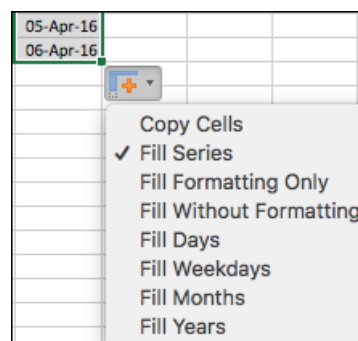 05-Apr-16
06-Apr-16
Copy Cells
✓ Fill Series
Fill Formatting Only
Fill Without Formatting
Fill Days
Fill Weekdays
Fill Months
Fill Years